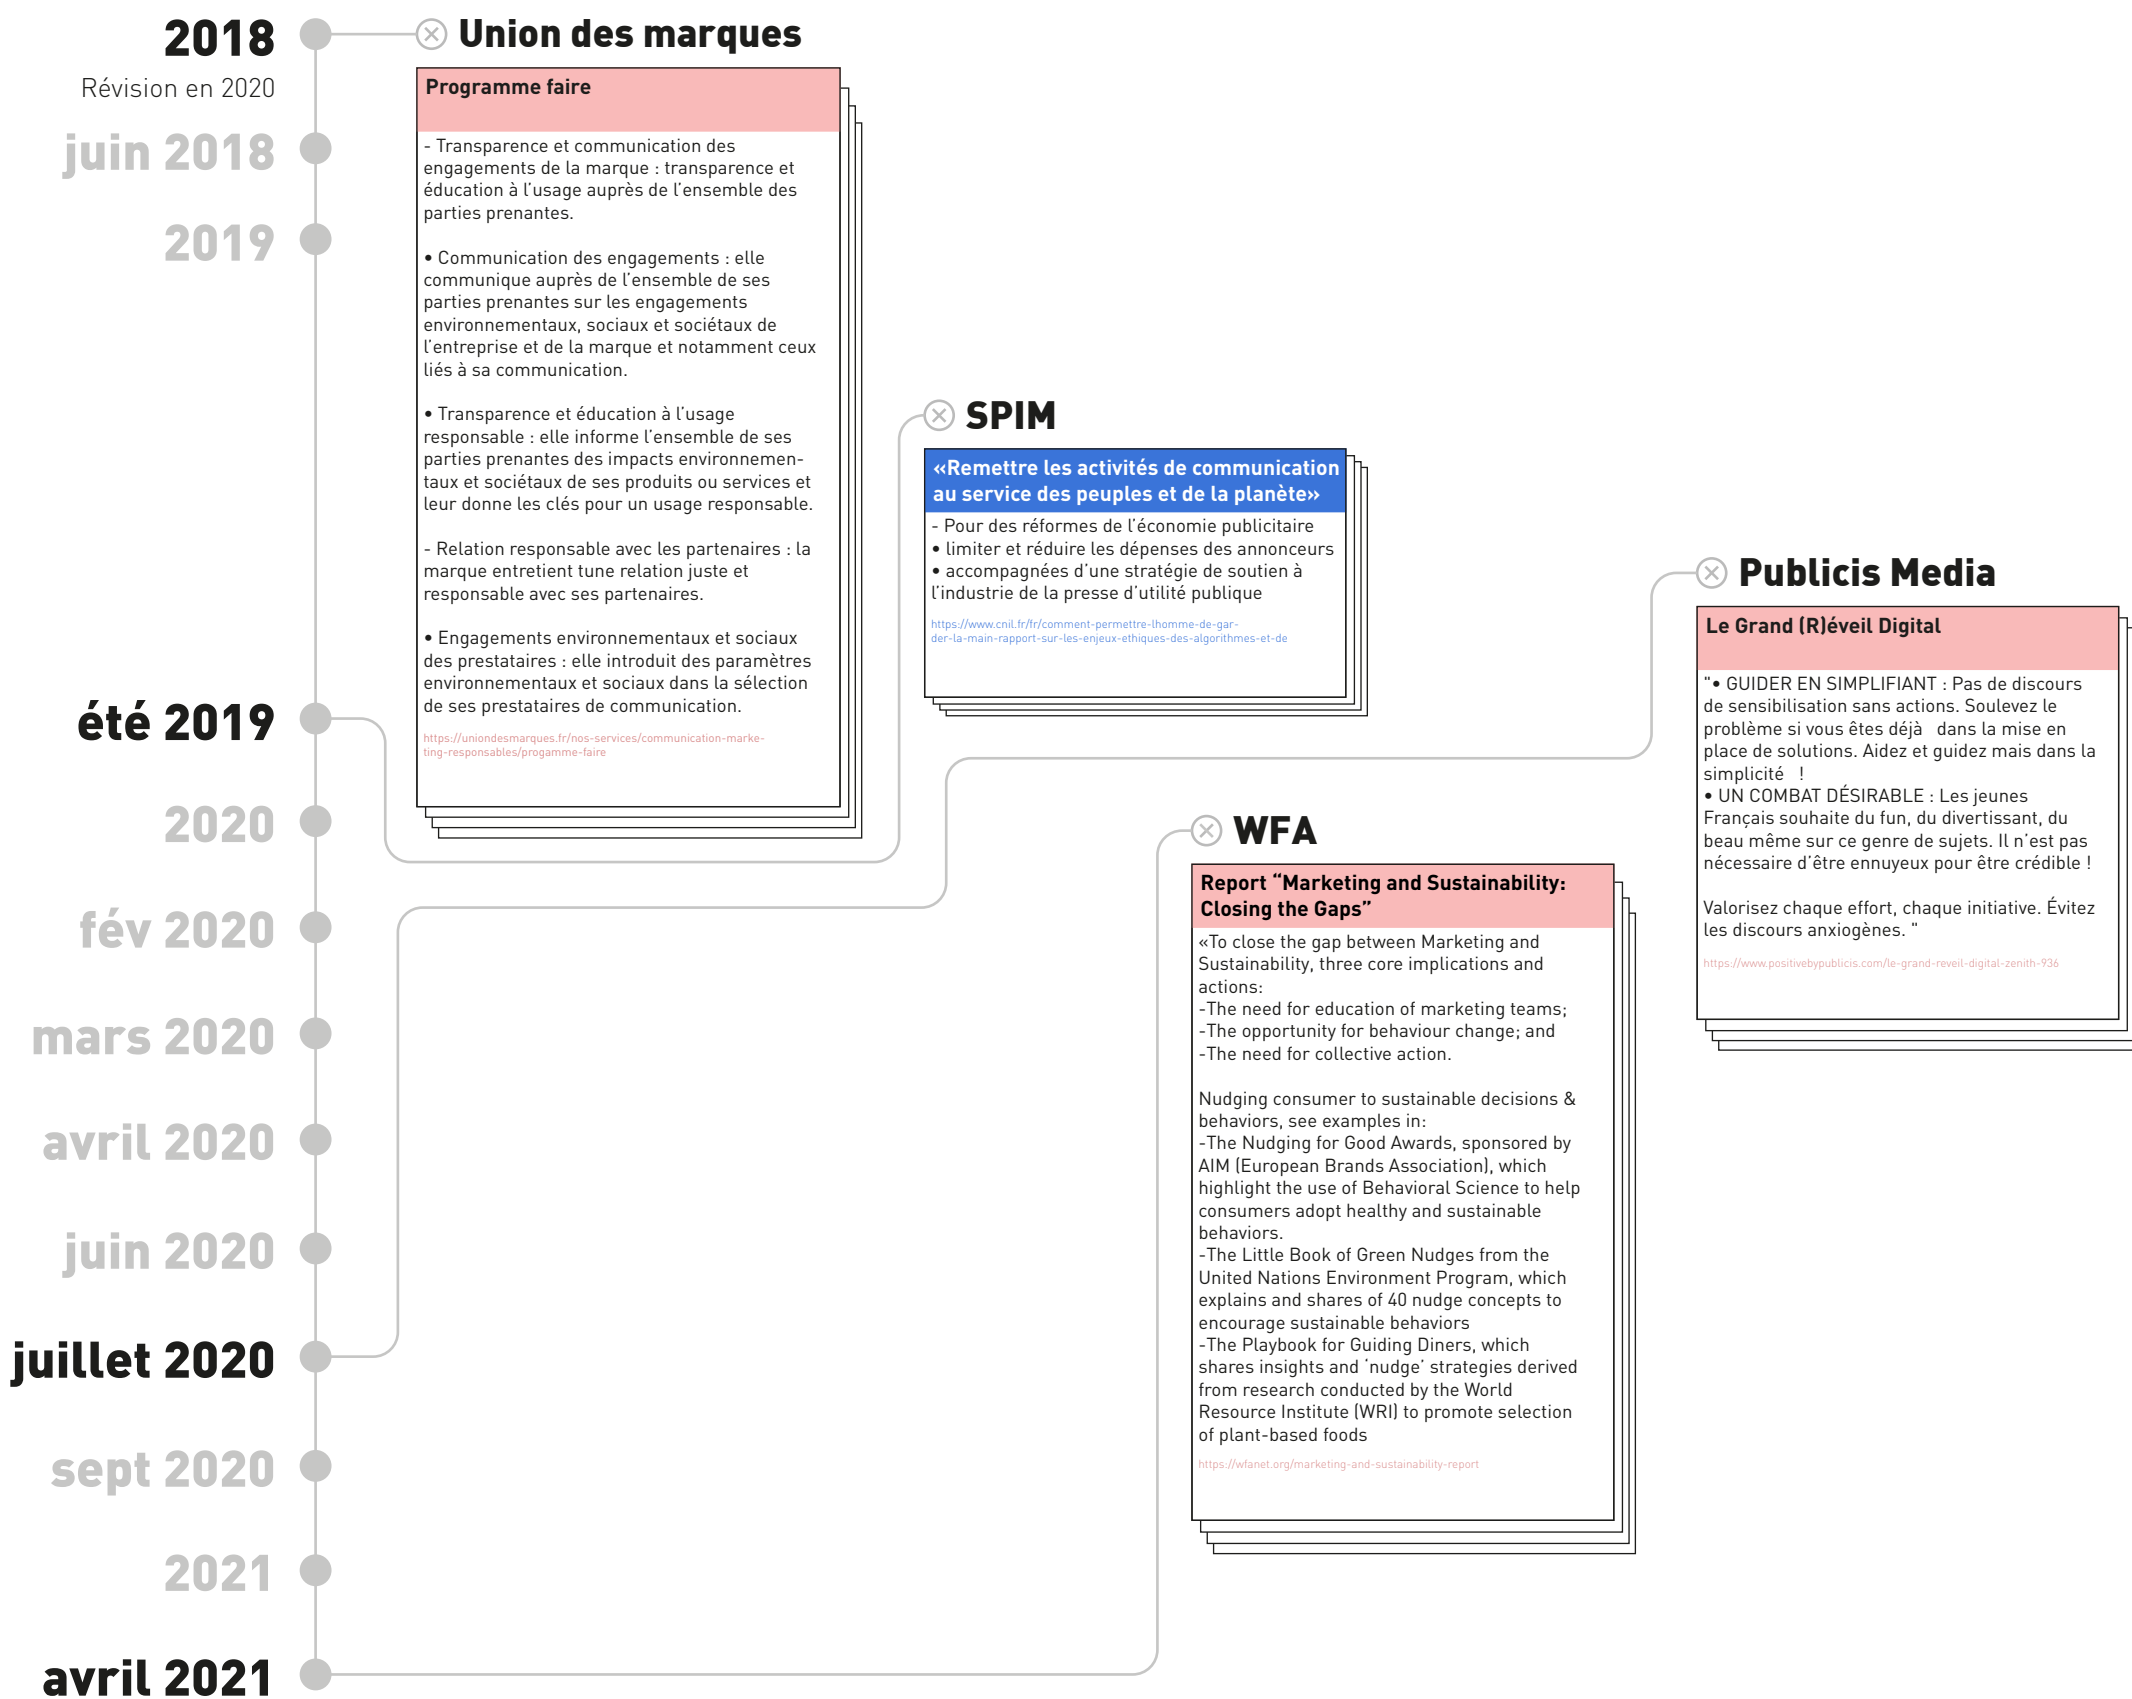 2018
Révision en 2020
juin 2018
2019
été 2019
2020
fév 2020
mars 2020
avril 2020
juin 2020
juillet 2020
sept 2020
2021
avril 2021
Union des marques
Programme faire
- Transparence et communication des
engagements de la marque : transparence et
éducation à l'usage auprès de l'ensemble des
parties prenantes.
• Communication des engagements : elle
communique auprès de l'ensemble de ses
parties prenantes sur les engagements
environnementaux, sociaux et sociétaux de
l'entreprise et de la marque et notamment ceux
liés à sa communication.
• Transparence et éducation à l'usage
responsable : elle informe l'ensemble de ses
parties prenantes des impacts environnemen-
taux et sociétaux de ses produits ou services et
leur donne les clés pour un usage responsable.
- Relation responsable avec les partenaires : la
marque entretient tune relation juste et
responsable avec ses partenaires.
• Engagements environnementaux et sociaux
des prestataires : elle introduit des paramètres
environnementaux et sociaux dans la sélection
de ses prestataires de communication.
https://uniondesmarques.fr/nos-services/communication-marke-
ting-responsables/progamme-faire
SPIM
«Remettre les activités de communication
au service des peuples et de la planète»
- Pour des réformes de l'économie publicitaire
• limiter et réduire les dépenses des annonceurs
• accompagnées d'une stratégie de soutien à
l'industrie de la presse d'utilité publique
https://www.cnil.fr/fr/comment-permettre-lhomme-de-gar-
der-la-main-rapport-sur-les-enjeux-ethiques-des-algorithmes-et-de
WFA
Report “Marketing and Sustainability:
Closing the Gaps”
«To close the gap between Marketing and
Sustainability, three core implications and
actions:
-The need for education of marketing teams;
-The opportunity for behaviour change; and
-The need for collective action.
Nudging consumer to sustainable decisions &
behaviors, see examples in:
-The Nudging for Good Awards, sponsored by
AIM (European Brands Association), which
highlight the use of Behavioral Science to help
consumers adopt healthy and sustainable
behaviors.
-The Little Book of Green Nudges from the
United Nations Environment Program, which
explains and shares of 40 nudge concepts to
encourage sustainable behaviors
-The Playbook for Guiding Diners, which
shares insights and ‘nudge’ strategies derived
from research conducted by the World
Resource Institute (WRI) to promote selection
of plant-based foods
https://wfanet.org/marketing-and-sustainability-report
Publicis Media
Le Grand (R)éveil Digital
"• GUIDER EN SIMPLIFIANT : Pas de discours
de sensibilisation sans actions. Soulevez le
problème si vous êtes déjà dans la mise en
place de solutions. Aidez et guidez mais dans la
simplicité !
• UN COMBAT DÉSIRABLE : Les jeunes
Français souhaite du fun, du divertissant, du
beau même sur ce genre de sujets. Il n'est pas
nécessaire d'être ennuyeux pour être crédible !
Valorisez chaque effort, chaque initiative. Évitez
les discours anxiogènes. "
https://www.positivebypublicis.com/le-grand-reveil-digital-zenith-936